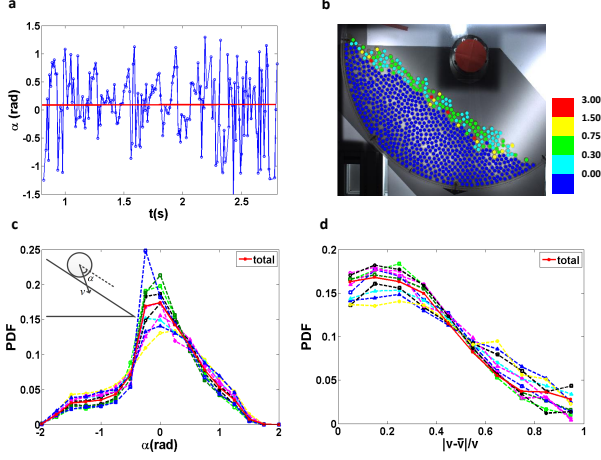 a
1.5
1
0.5
0
-0.5
-1
-1.5
α (rad)
1
1.5
2
2.5
t(s)
b
3.00
1.50
0.75
0.30
0.00
c
0.25
0.20
0.15
0.1
0.05
0
PDF
-2
-1
0
1
2
α(rad)
total
α
v
d
0.2
0.15
0.1
0.05
0
PDF
0
0.2
0.4
0.6
0.8
1
|v-v̅|/v
total